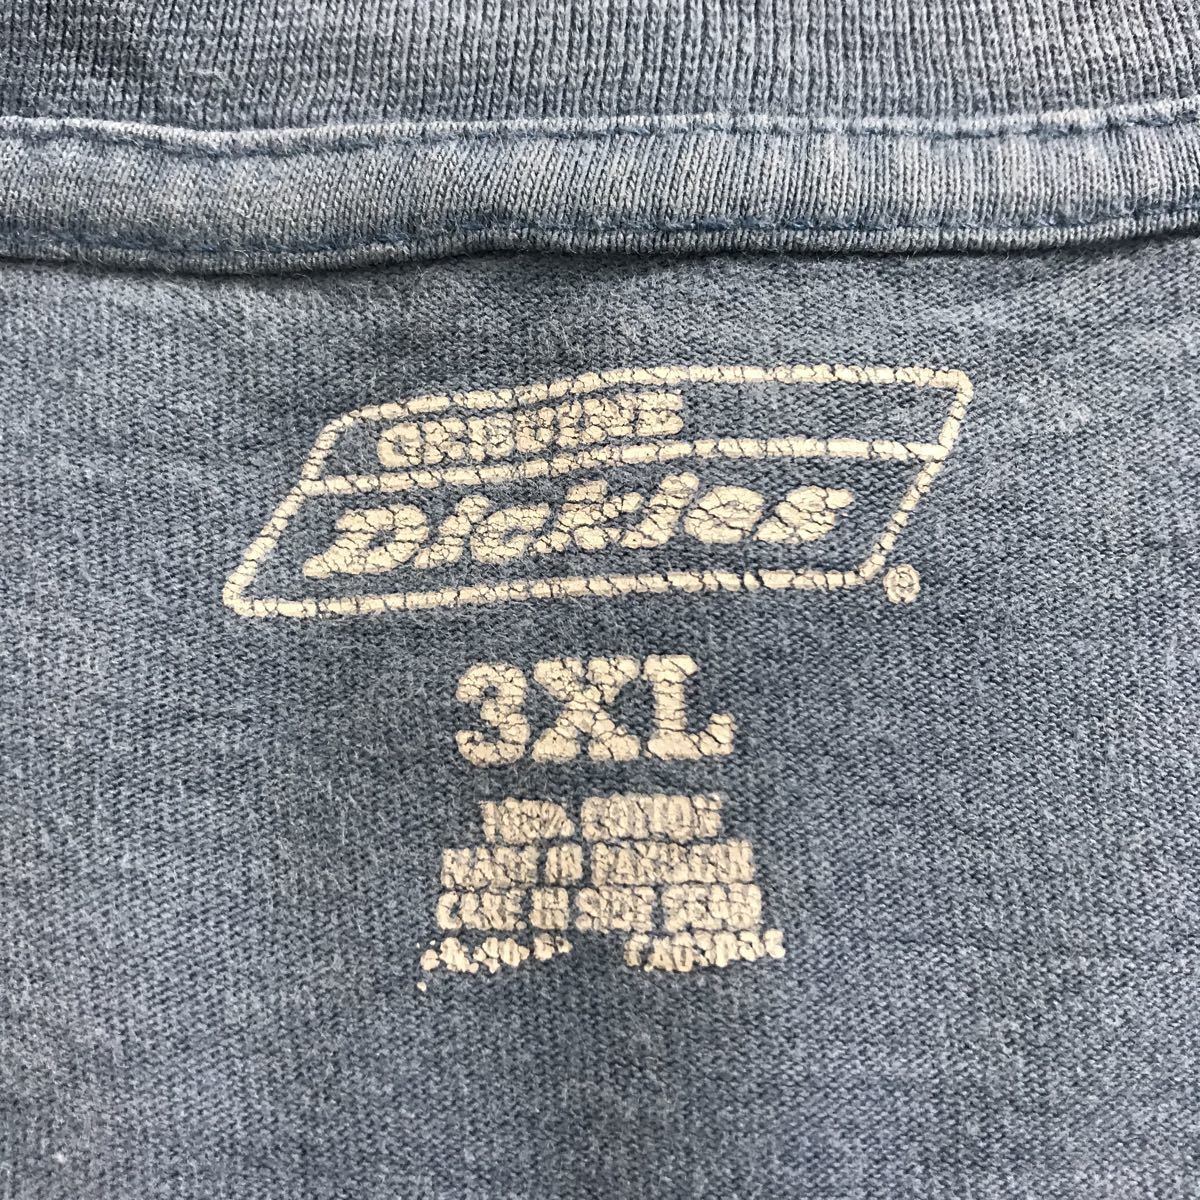 GENUINE
Dickies
®
3XL
100% COTTON
MADE IN PAKISTAN
CARE IN SIDE SEAM